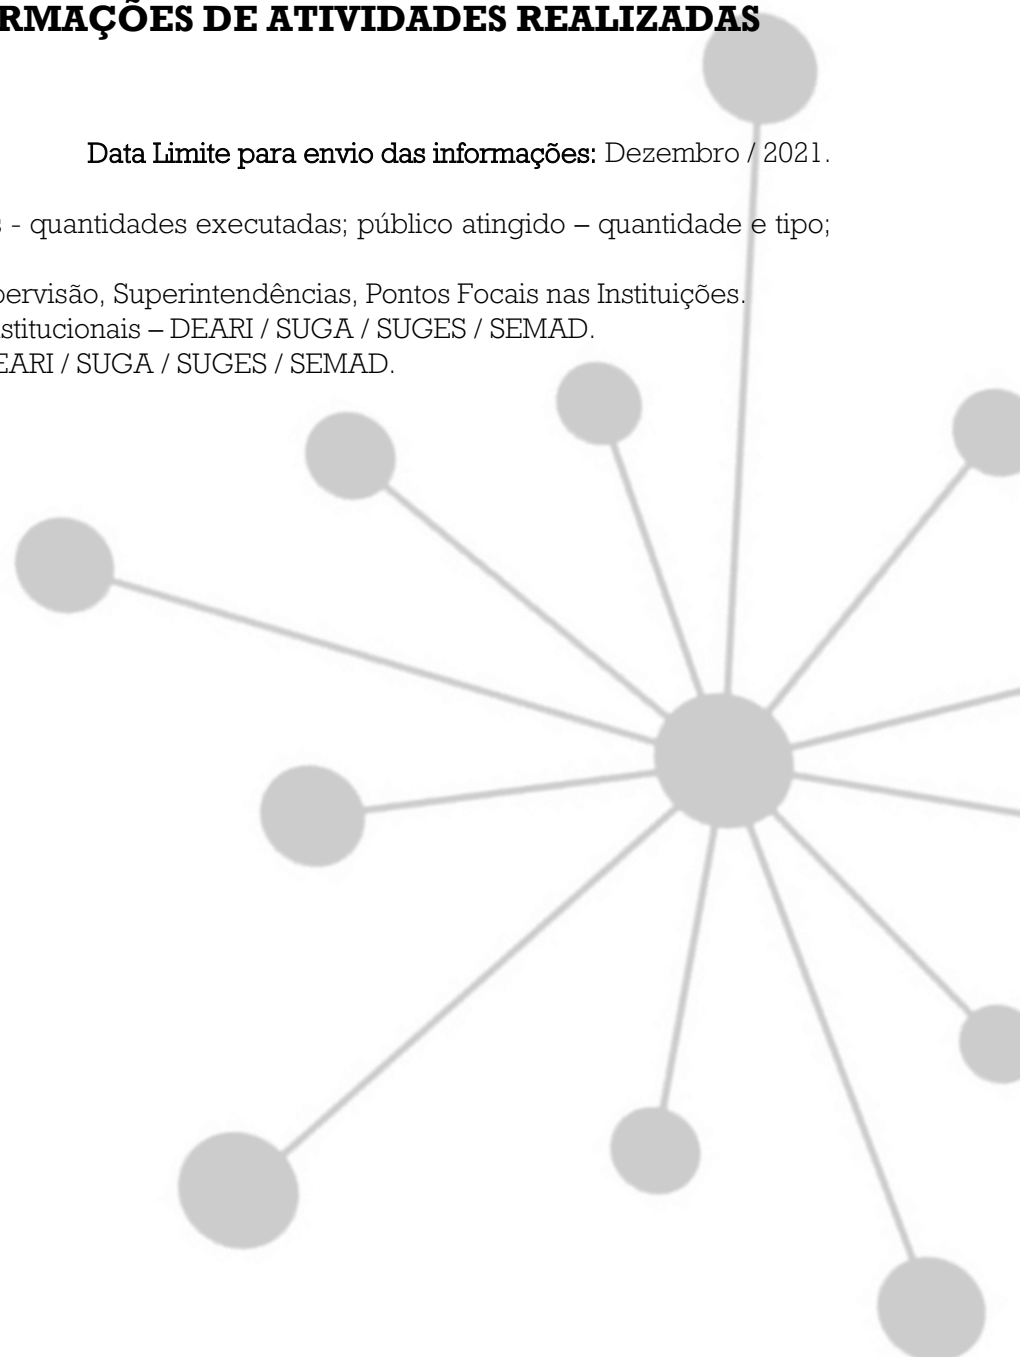 RMAÇÕES DE ATIVIDADES REALIZADAS
Data Limite para envio das informações: Dezembro / 2021.
s - quantidades executadas; público atingido – quantidade e tipo;
pervisão, Superintendências, Pontos Focais nas Instituições.
stitucionais – DEARI / SUGA / SUGES / SEMAD.
EARI / SUGA / SUGES / SEMAD.